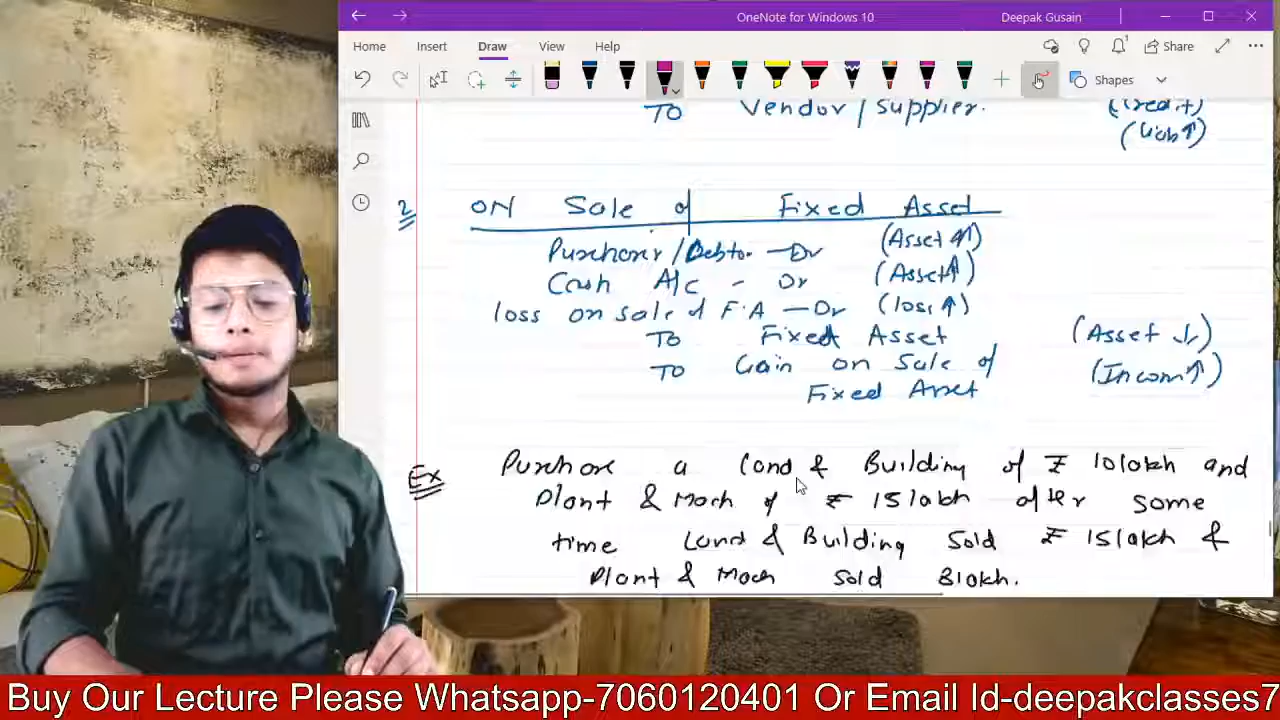 OneNote for Windows 10
Deepak Gusain
Home Insert Draw View Help
Share
Shapes
To Vendor / Supplier. (Credit)
(Liab↑)
2 ON Sale of Fixed Asset
Purchaser / Debtor — Dr (Asset ↑)
Cash A/c - Dr (Asset↑)
loss on sale of F.A — Dr (loss ↑)
To Fixed Asset (Asset ↓)
To Gain on Sale of (Incom↑)
Fixed Asset
Ex Purchase a Land & Building of ₹ 10lakh and
Plant & Mach of ₹ 15lakh after some
time Land & Building Sold ₹ 15lakh &
Plant & Mach Sold 8lakh.
Buy Our Lecture Please Whatsapp-7060120401 Or Email Id-deepakclasses7